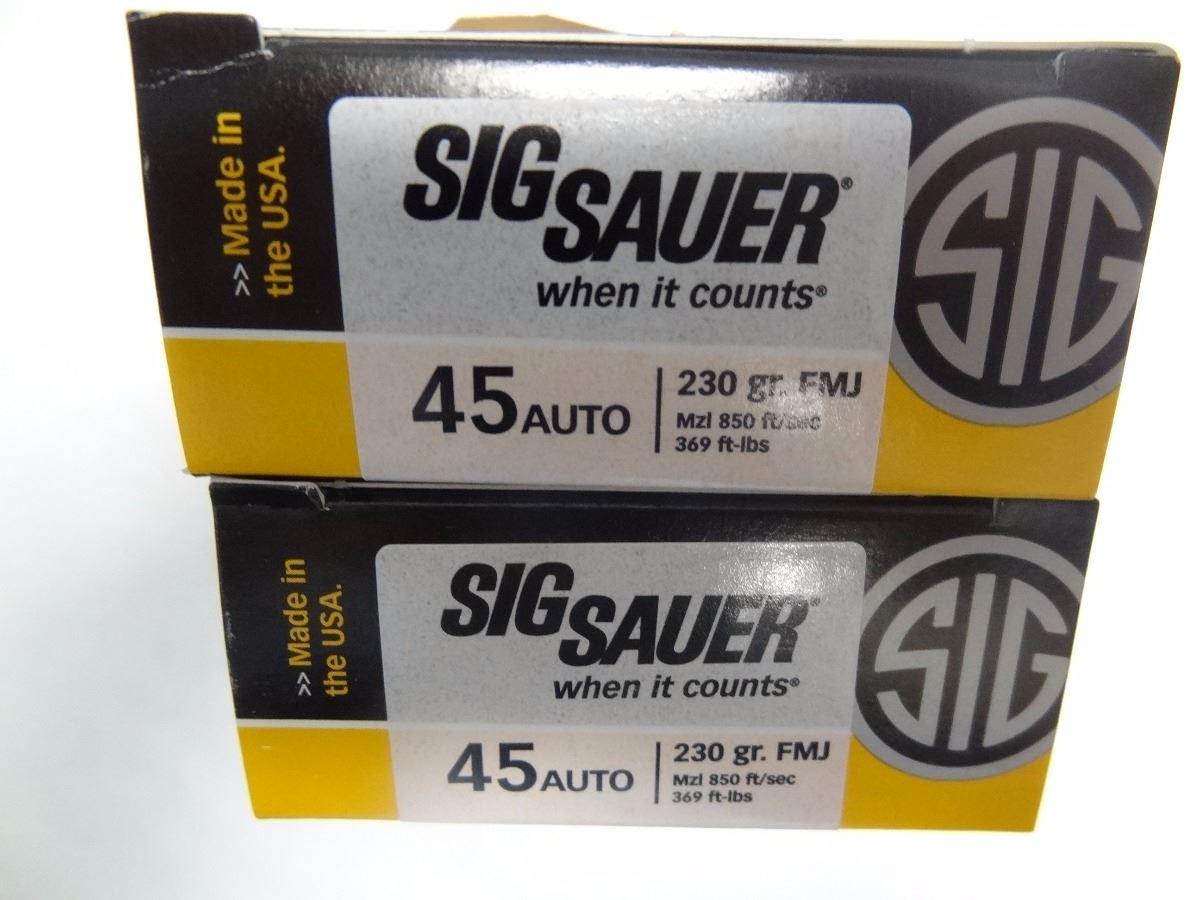 >> Made in
the USA.
SIG SAUER®
when it counts®
SIG
45 AUTO
230 gr. FMJ
Mzl 850 ft/sec
369 ft-lbs
>> Made in
the USA.
SIG SAUER
when it counts®
SIG
45 AUTO
230 gr. FMJ
Mzl 850 ft/sec
369 ft-lbs